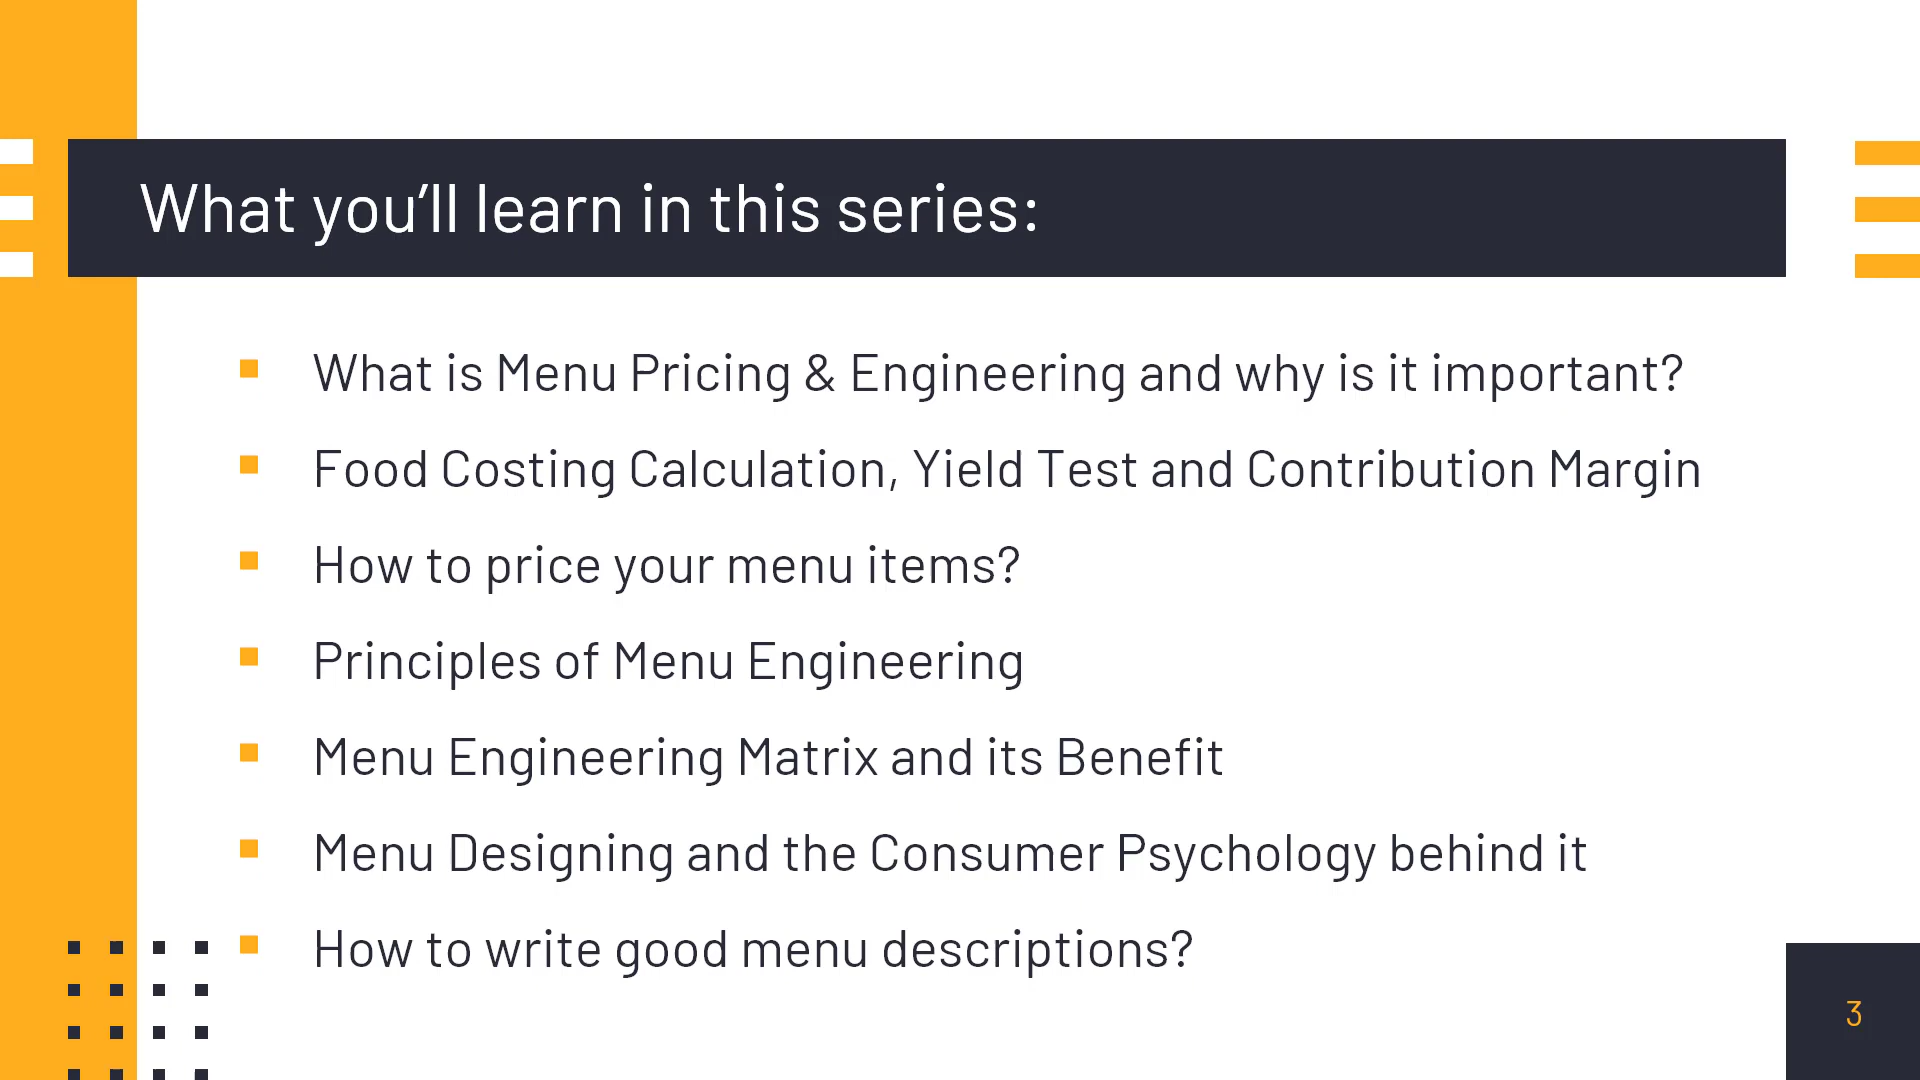 What you’ll learn in this series:
What is Menu Pricing & Engineering and why is it important?
Food Costing Calculation, Yield Test and Contribution Margin
How to price your menu items?
Principles of Menu Engineering
Menu Engineering Matrix and its Benefit
Menu Designing and the Consumer Psychology behind it
How to write good menu descriptions?
3